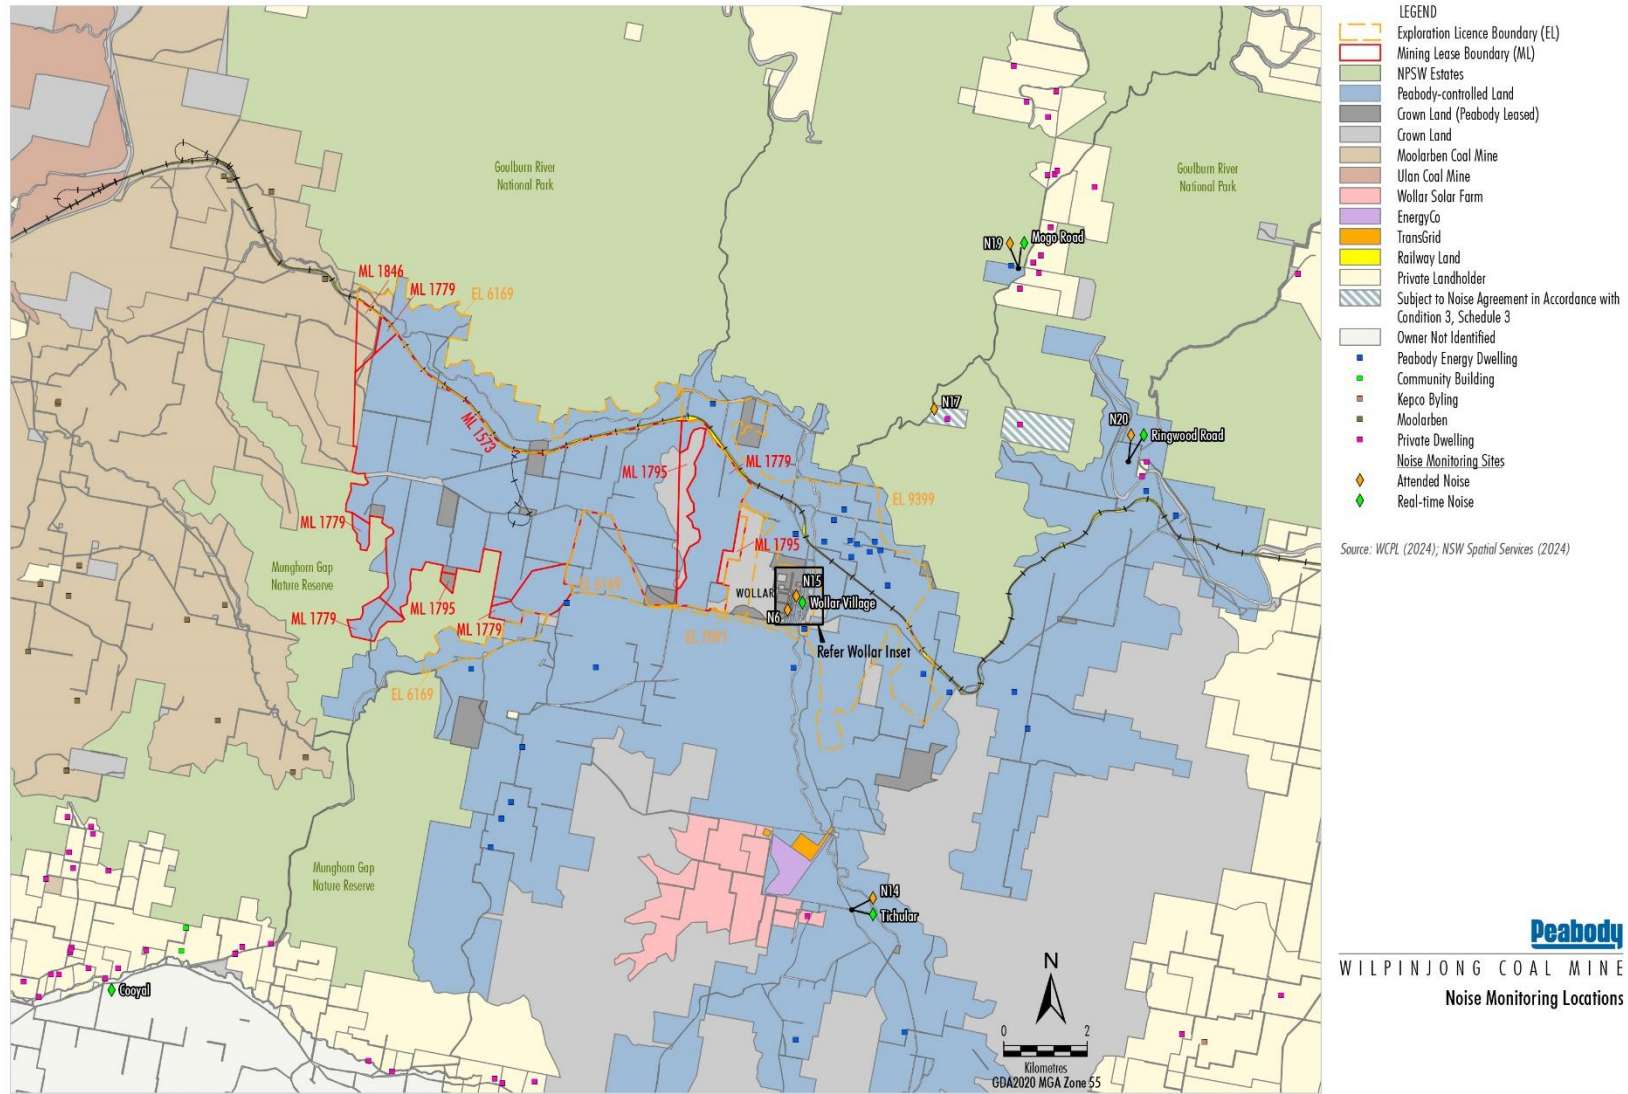 LEGEND
Exploration Licence Boundary (EL)
Mining Lease Boundary (ML)
NPSW Estates
Peabody-controlled Land
Crown Land (Peabody Leased)
Crown Land
Moolarben Coal Mine
Ulan Coal Mine
Wollar Solar Farm
EnergyCo
TransGrid
Railway Land
Private Landholder
Subject to Noise Agreement in Accordance with
Condition 3, Schedule 3
Owner Not Identified
Peabody Energy Dwelling
Community Building
Kepco Byling
Moolarben
Private Dwelling
Noise Monitoring Sites
Attended Noise
Real-time Noise
Source: WCPL (2024); NSW Spatial Services (2024)
Goulburn River
National Park
Goulburn River
National Park
N19
Mogo Road
ML 1846
ML 1779
EL 6169
N17
N20
Ringwood Road
ML 1573
ML 1795
ML 1779
EL 9399
ML 1779
ML 1795
Munghorn Gap
Nature Reserve
EL 6169
N15
WOLLAR
Wollar Village
N6
ML 1795
ML 1779
ML 1779
Refer Wollar Inset
EL 6169
Munghorn Gap
Nature Reserve
N14
Tichular
Cooyal
N
0 2
Kilometres
GDA2020 MGA Zone 55
Peabody
WILPINJONG COAL MINE
Noise Monitoring Locations